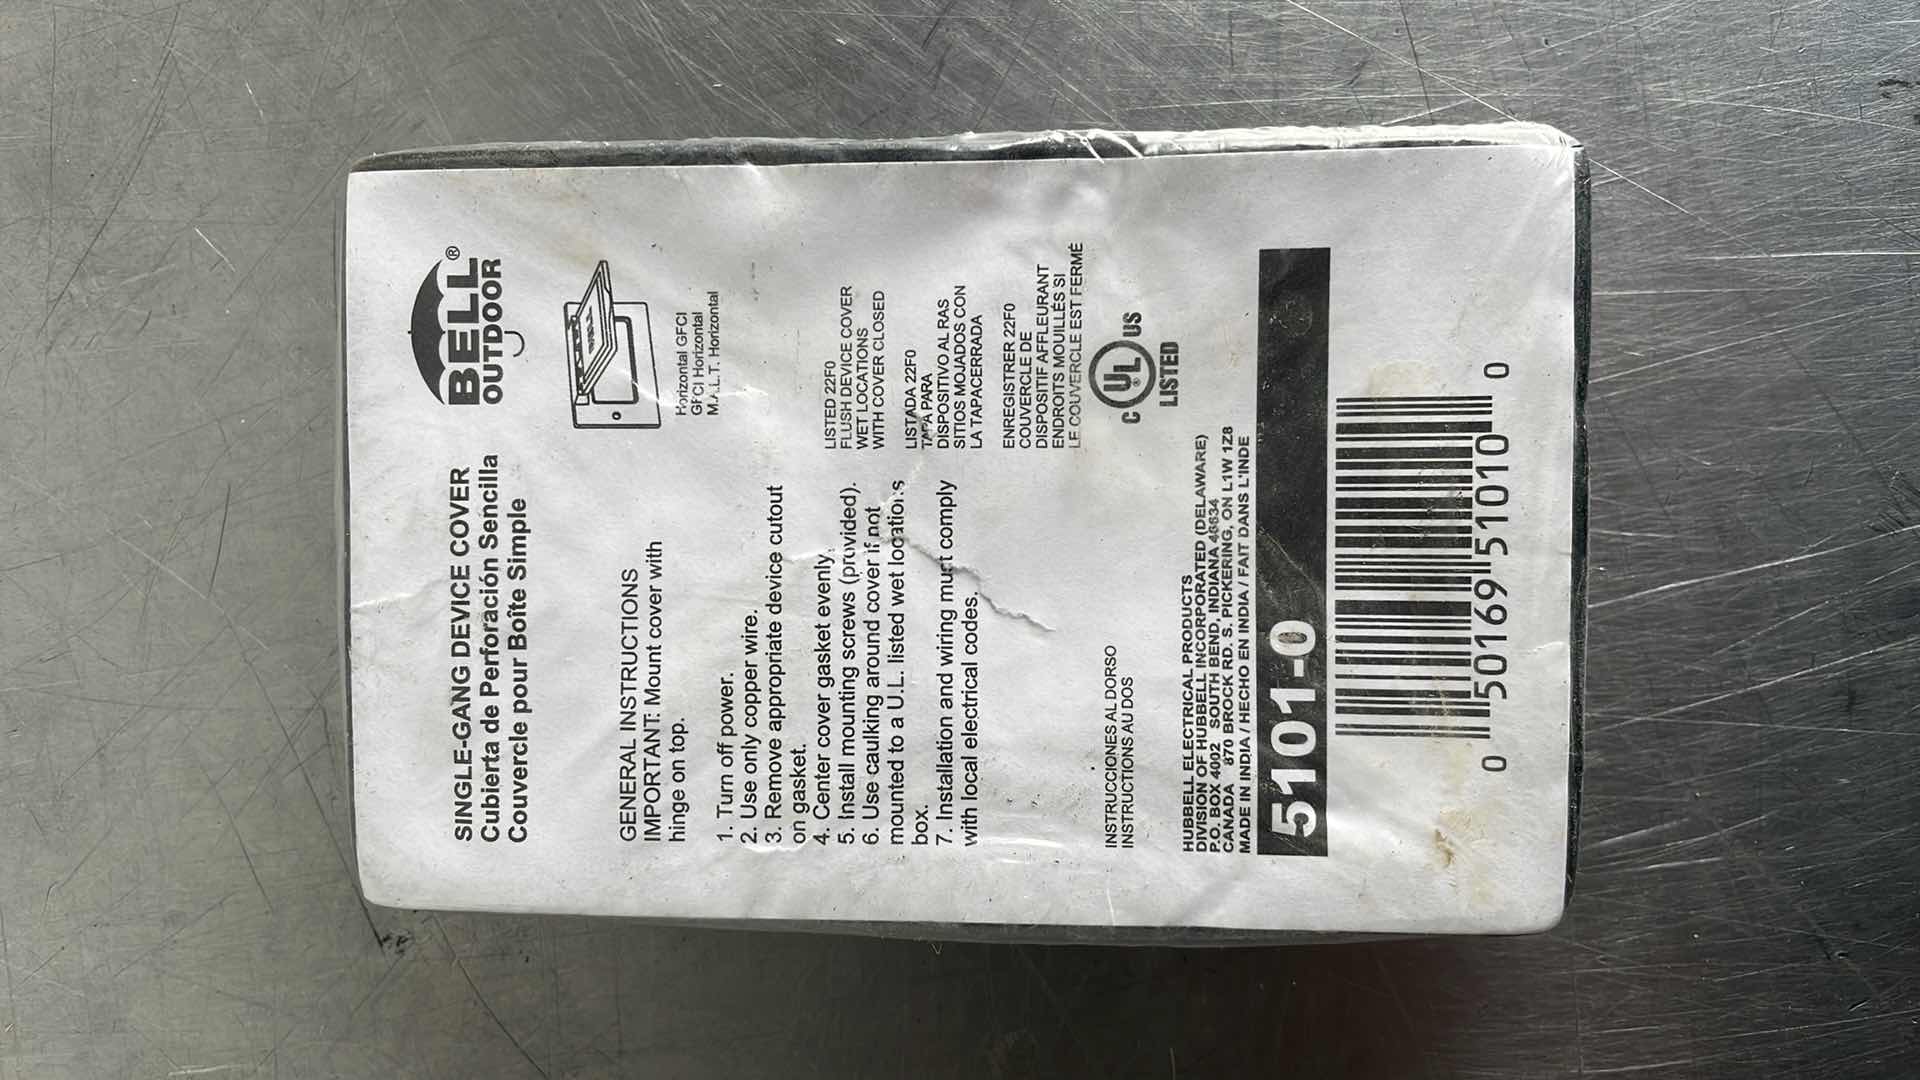 SINGLE-GANG DEVICE COVER
Cubierta de Perforación Sencilla
Couvercle pour Boîte Simple
BELL®
OUTDOOR
GENERAL INSTRUCTIONS
IMPORTANT: Mount cover with
hinge on top.
1. Turn off power.
2. Use only copper wire.
3. Remove appropriate device cutout
on gasket.
4. Center cover gasket evenly.
5. Install mounting screws (provided).
6. Use caulking around cover if not
mounted to a U.L. listed wet locations
box.
7. Installation and wiring must comply
with local electrical codes.
Horizontal GFCI
GFCI Horizontal
M.A.L.T. Horizontal
LISTED 22F0
FLUSH DEVICE COVER
WET LOCATIONS
WITH COVER CLOSED
LISTADA 22F0
TAPA PARA
DISPOSITIVO AL RAS
SITIOS MOJADOS CON
LA TAPACERRADA
ENREGISTRER 22F0
COUVERCLE DE
DISPOSITIF AFFLEURANT
ENDROITS MOUILLÉS SI
LE COUVERCLE EST FERMÉ
C UL® US
LISTED
INSTRUCCIONES AL DORSO
INSTRUCTIONS AU DOS
HUBBELL ELECTRICAL PRODUCTS
DIVISION OF HUBBELL INCORPORATED (DELAWARE)
P.O. BOX 4002 SOUTH BEND, INDIANA 46634
CANADA 870 BROCK RD. S. PICKERING, ON L1W 1Z8
MADE IN INDIA / HECHO EN INDIA / FAIT DANS L'INDE
5101-0
0 50169 51010 0